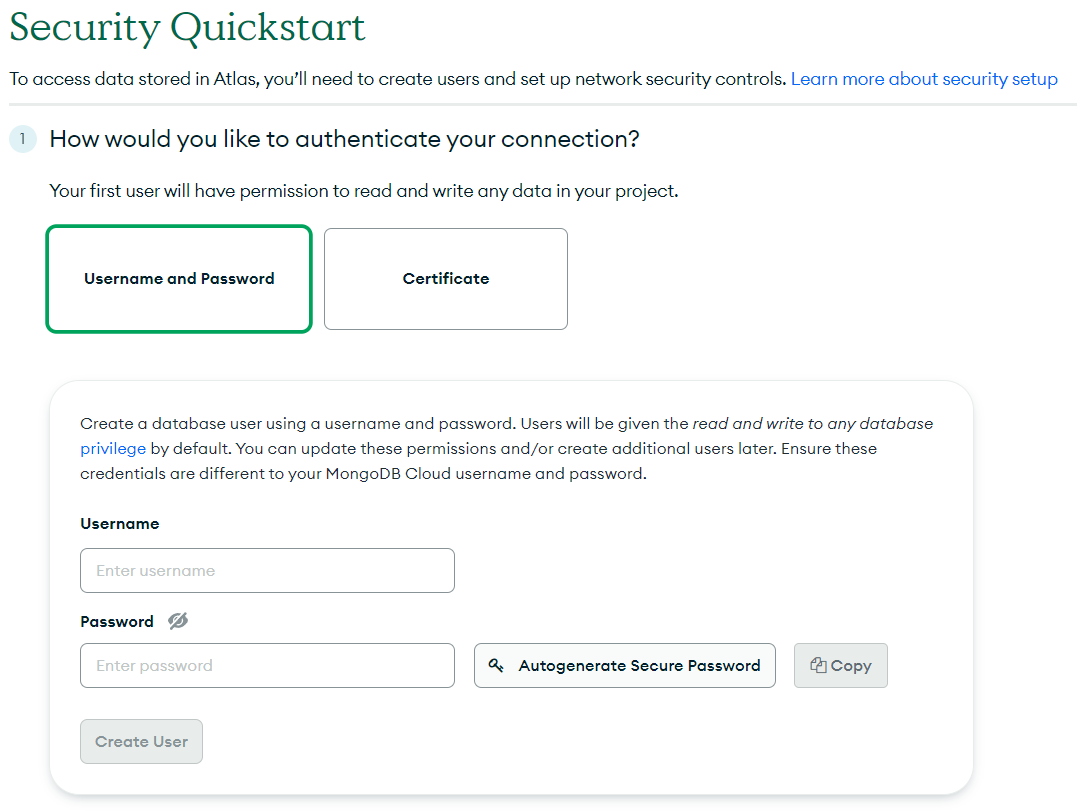 Security Quickstart
To access data stored in Atlas, you’ll need to create users and set up network security controls. Learn more about security setup
1 How would you like to authenticate your connection?
Your first user will have permission to read and write any data in your project.
Username and Password Certificate
Create a database user using a username and password. Users will be given the read and write to any database
privilege by default. You can update these permissions and/or create additional users later. Ensure these
credentials are different to your MongoDB Cloud username and password.
Username
Enter username
Password
Enter password Autogenerate Secure Password Copy
Create User